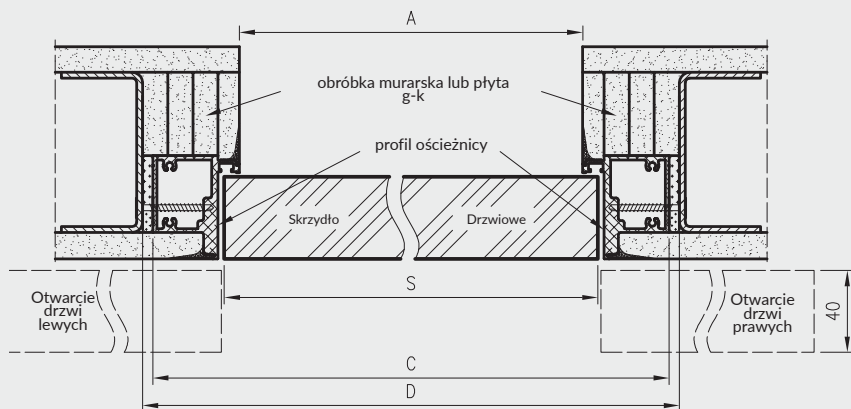 A
obróbka murarska lub płyta
g-k
profil ościeżnicy
Skrzydło
Drzwiowe
S
Otwarcie
drzwi
lewych
Otwarcie
drzwi
prawych
40
C
D